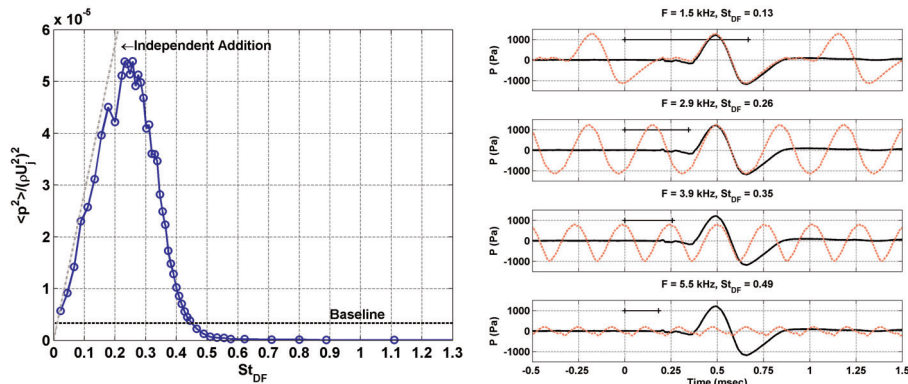 6 x 10⁻⁵
←Independent Addition
5
4
3
2
1
0
Baseline
<p²>/(ρU²ⱼ)²
0 0.1 0.2 0.3 0.4 0.5 0.6 0.7 0.8 0.9 1 1.1 1.2 1.3
St_DF
F = 1.5 kHz, St_DF = 0.13
P (Pa)
1000
0
-1000
F = 2.9 kHz, St_DF = 0.26
P (Pa)
1000
0
-1000
F = 3.9 kHz, St_DF = 0.35
P (Pa)
1000
0
-1000
F = 5.5 kHz, St_DF = 0.49
P (Pa)
1000
0
-1000
-0.5 -0.25 0 0.25 0.5 0.75 1 1.25 1.5
Time (msec)